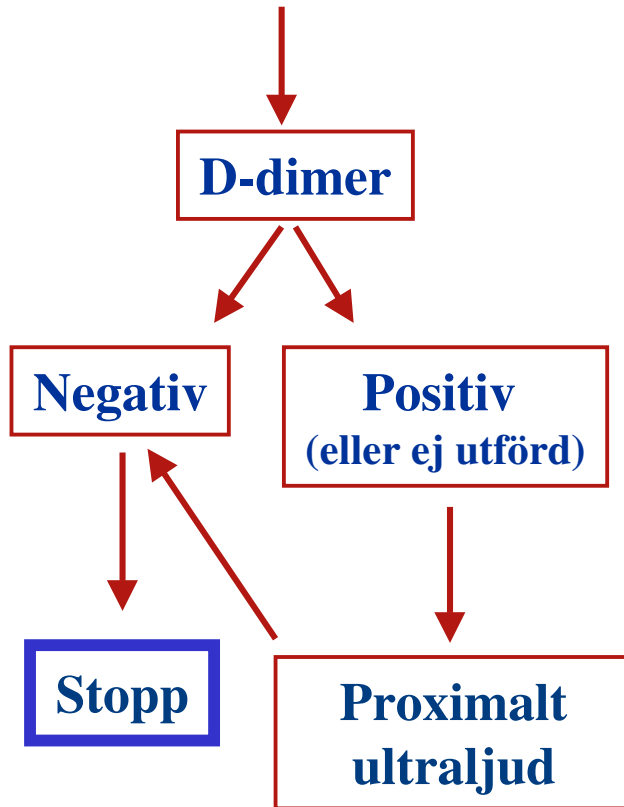 D-dimer
Negativ
Positiv
(eller ej utförd)
Stopp
Proximalt
ultraljud